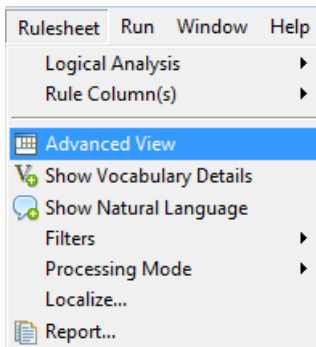 Rulesheet Run Window Help
Logical Analysis
Rule Column(s)
Advanced View
Show Vocabulary Details
Show Natural Language
Filters
Processing Mode
Localize...
Report...